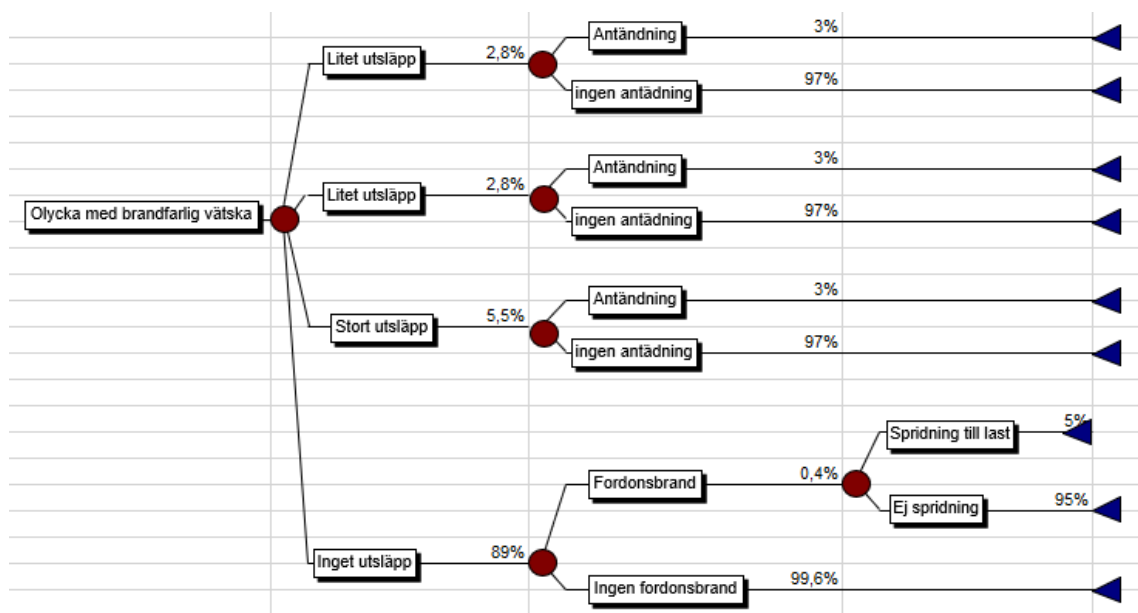 Antändning 3%
Litet utsläpp 2,8%
ingen antädning 97%
Antändning 3%
Litet utsläpp 2,8%
Olycka med brandfarlig vätska
ingen antädning 97%
Antändning 3%
Stort utsläpp 5,5%
ingen antädning 97%
Spridning till last 5%
Fordonsbrand 0,4%
Ej spridning 95%
Inget utsläpp 89%
Ingen fordonsbrand 99,6%